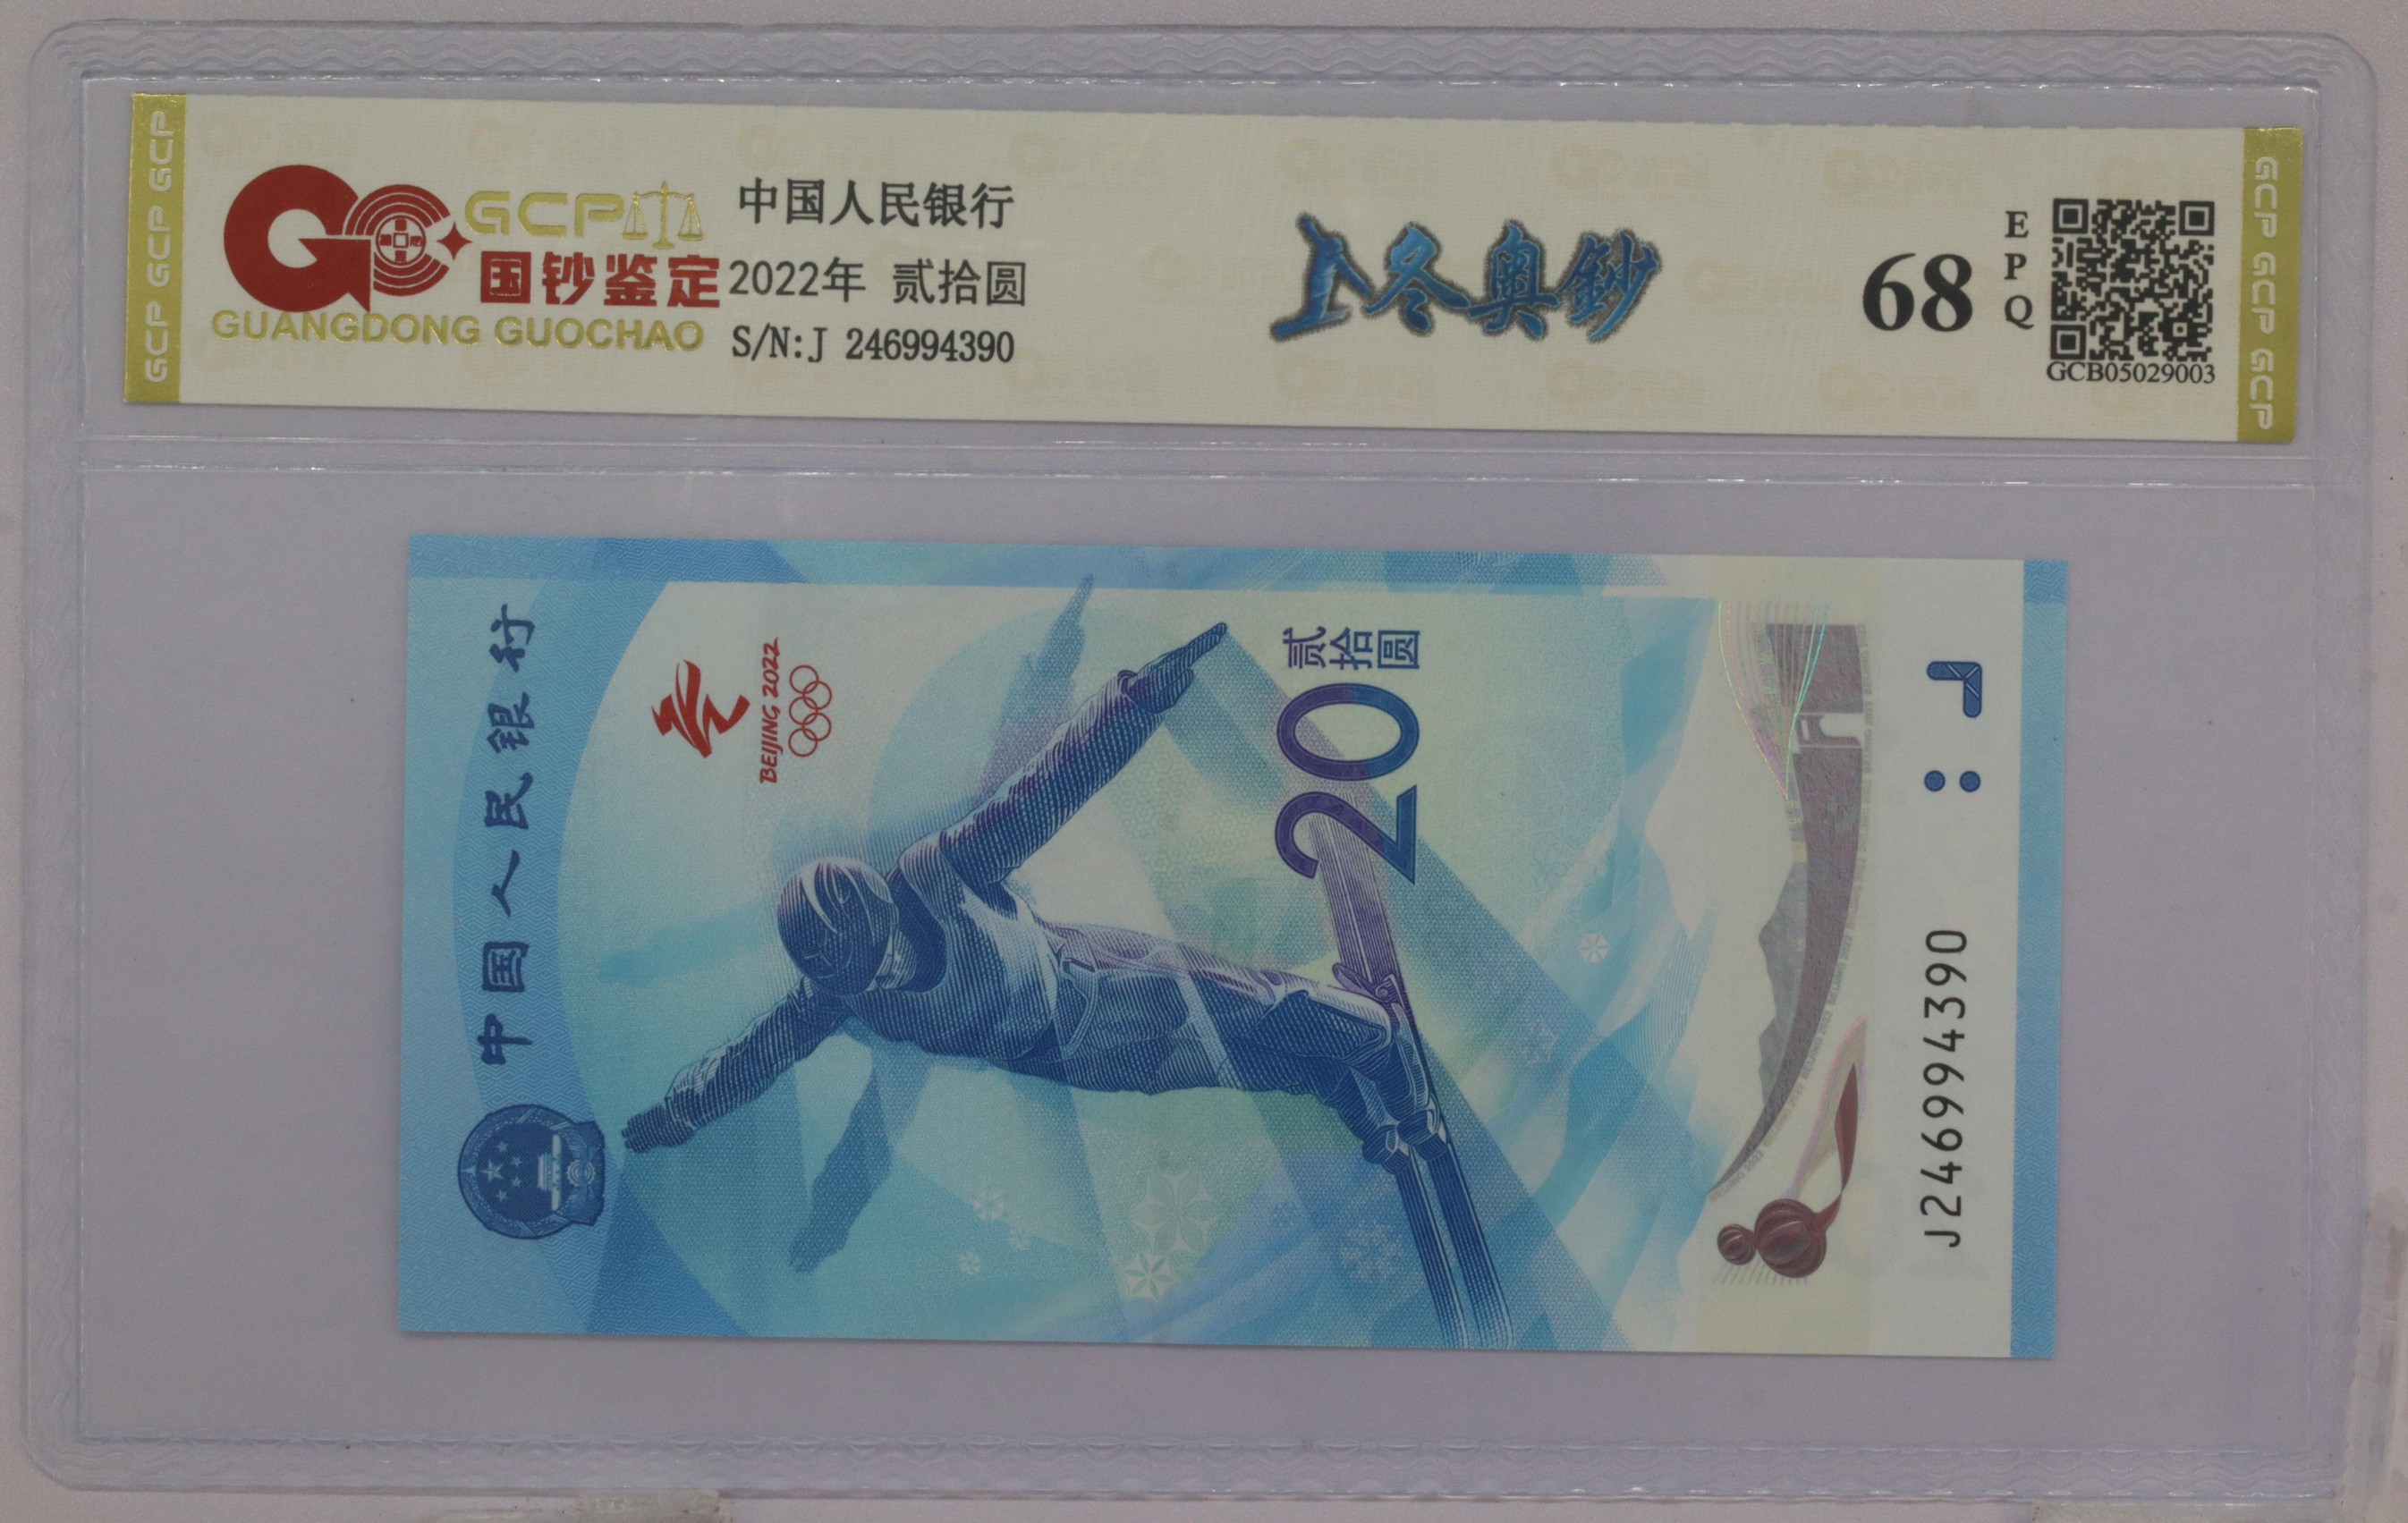 GCP GCP GCP
GCP
国钞鉴定
GUANGDONG GUOCHAO
中国人民银行
2022年 贰拾圆
S/N:J 246994390
冬奥鈔
68
EPQ
GCB05029003
GCP GCP GCP
中国人民银行
BEIJING 2022
贰拾圆
20
J246994390